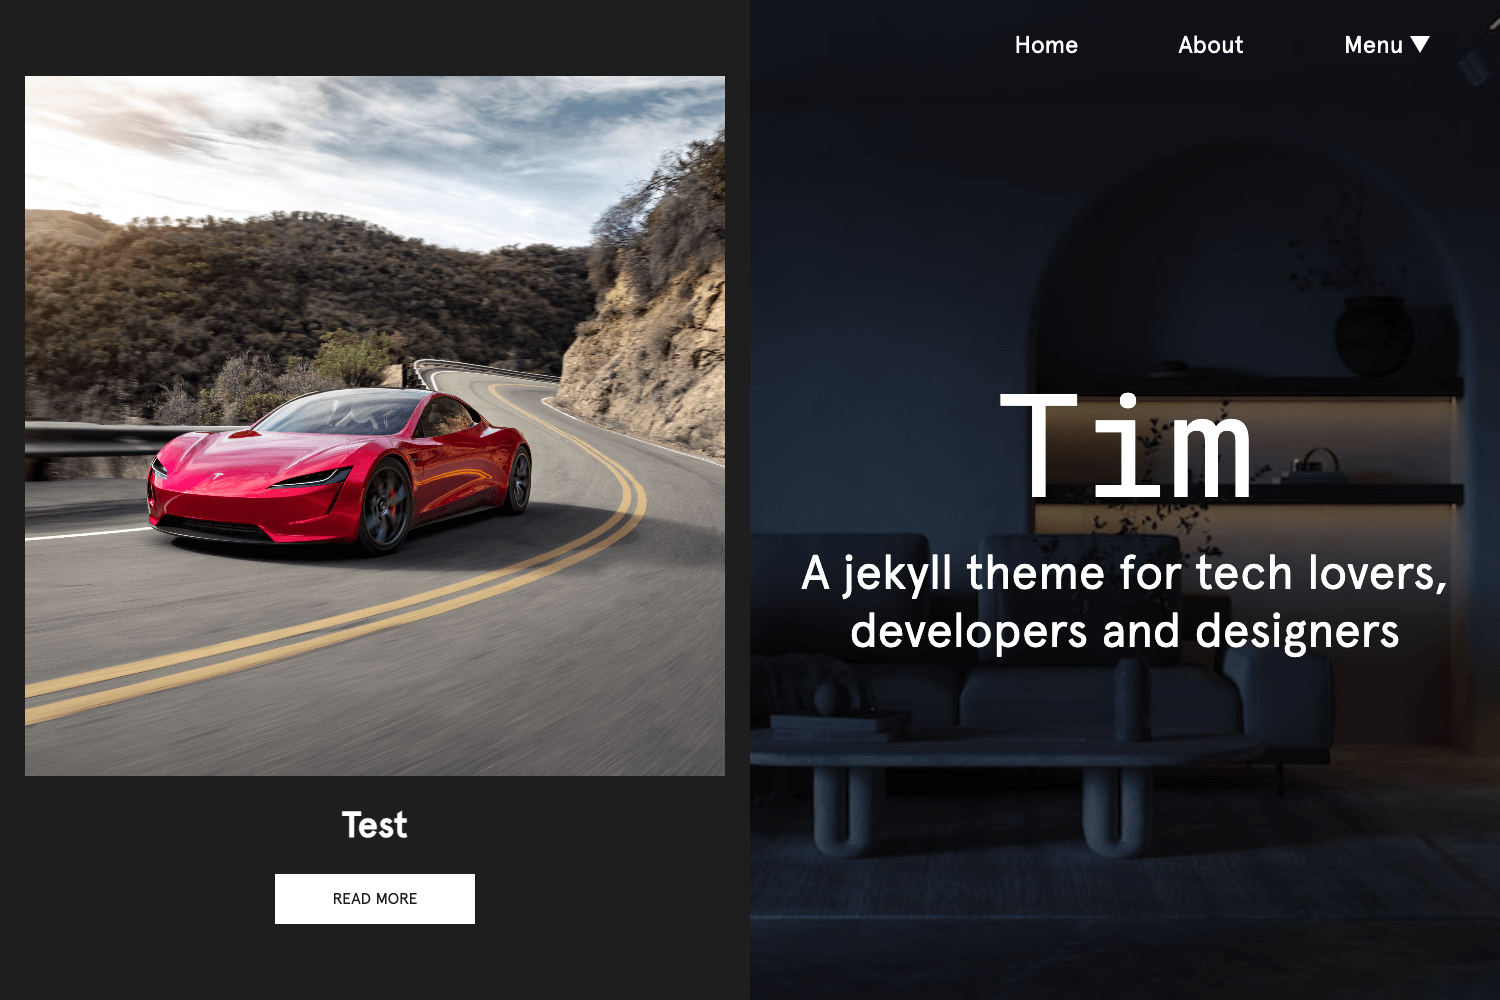 Home About Menu ▼
Tim
A jekyll theme for tech lovers,
developers and designers
Test
READ MORE